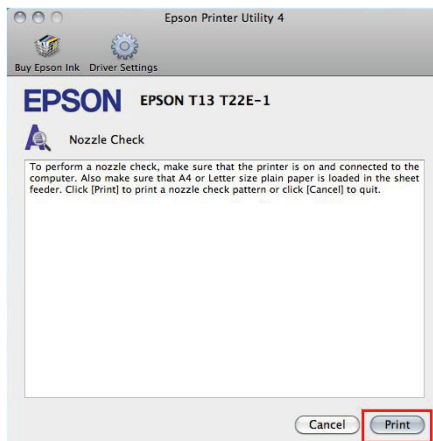 Epson Printer Utility 4
Buy Epson Ink Driver Settings
EPSON EPSON T13 T22E-1
Nozzle Check
To perform a nozzle check, make sure that the printer is on and connected to the
computer. Also make sure that A4 or Letter size plain paper is loaded in the sheet
feeder. Click [Print] to print a nozzle check pattern or click [Cancel] to quit.
Cancel Print